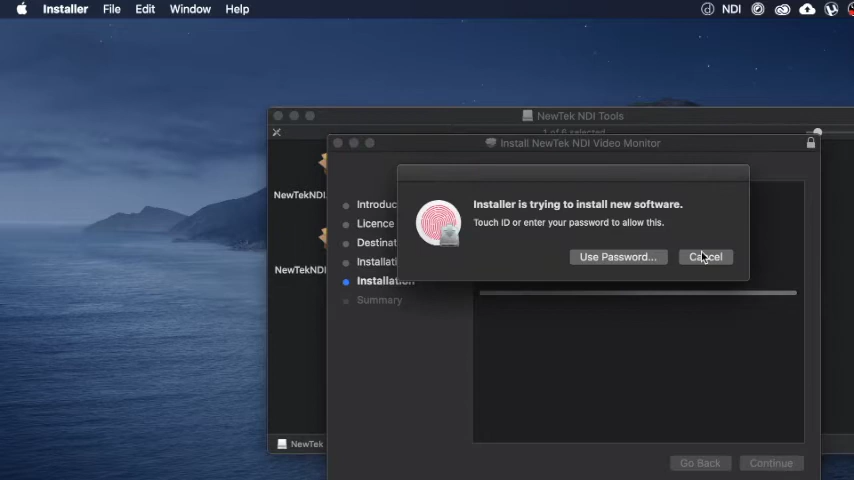 Installer File Edit Window Help NDI
NewTek NDI Tools
1 of 6 selected
Install NewTek NDI Video Monitor
NewTekNDI
Installer is trying to install new software.
Touch ID or enter your password to allow this.
Use Password... Cancel
Introduc
Licence
Destinat
Installati
NewTekNDI
Installation
Summary
NewTek
Go Back Continue